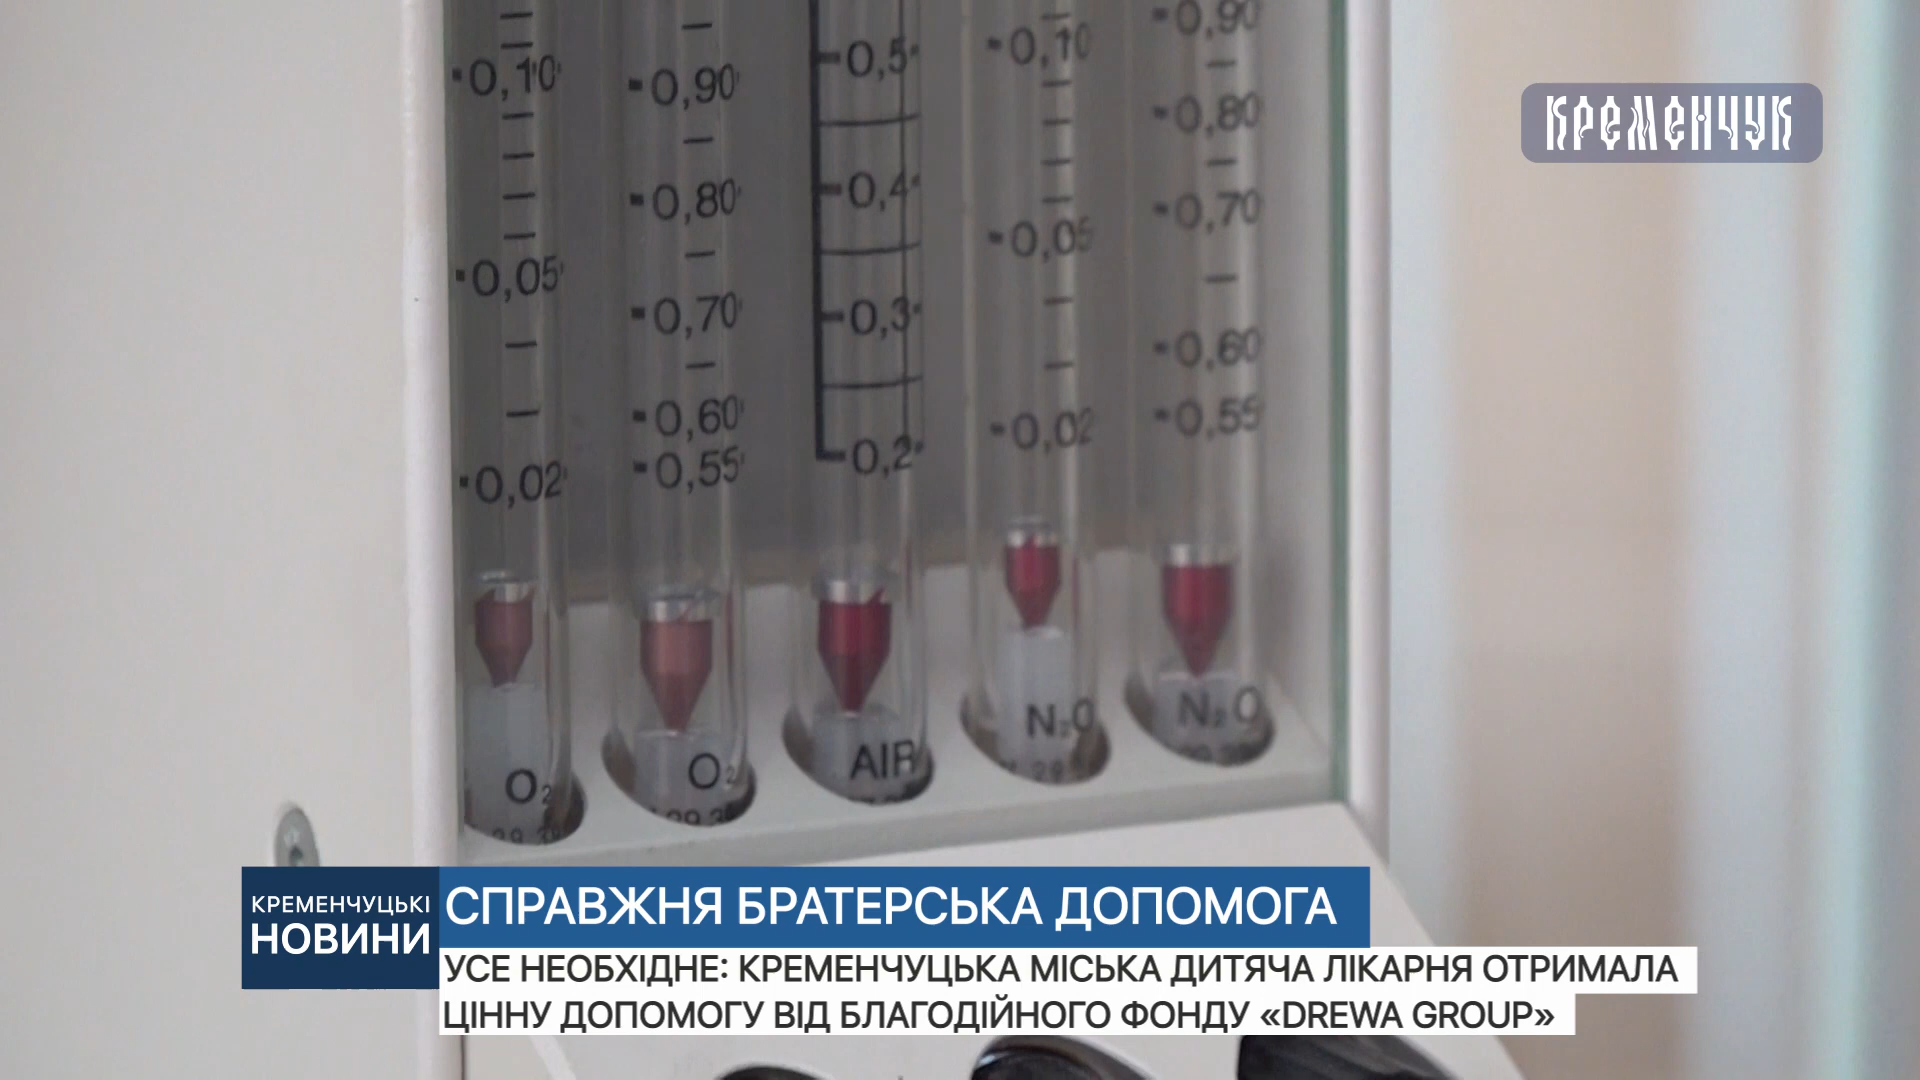 0,10
0,05
0,02
O₂
0,90
0,80
0,70
0,60
0,55
O₂
0,5
0,4
0,3
0,2
AIR
0,10
0,05
0,02
N₂O
0,90
0,80
0,70
0,60
0,55
N₂O
КРЕМЕНЧУК
КРЕМЕНЧУЦЬКІ
НОВИНИ
СПРАВЖНЯ БРАТЕРСЬКА ДОПОМОГА
УСЕ НЕОБХІДНЕ: КРЕМЕНЧУЦЬКА МІСЬКА ДИТЯЧА ЛІКАРНЯ ОТРИМАЛА
ЦІННУ ДОПОМОГУ ВІД БЛАГОДІЙНОГО ФОНДУ «DREWA GROUP»